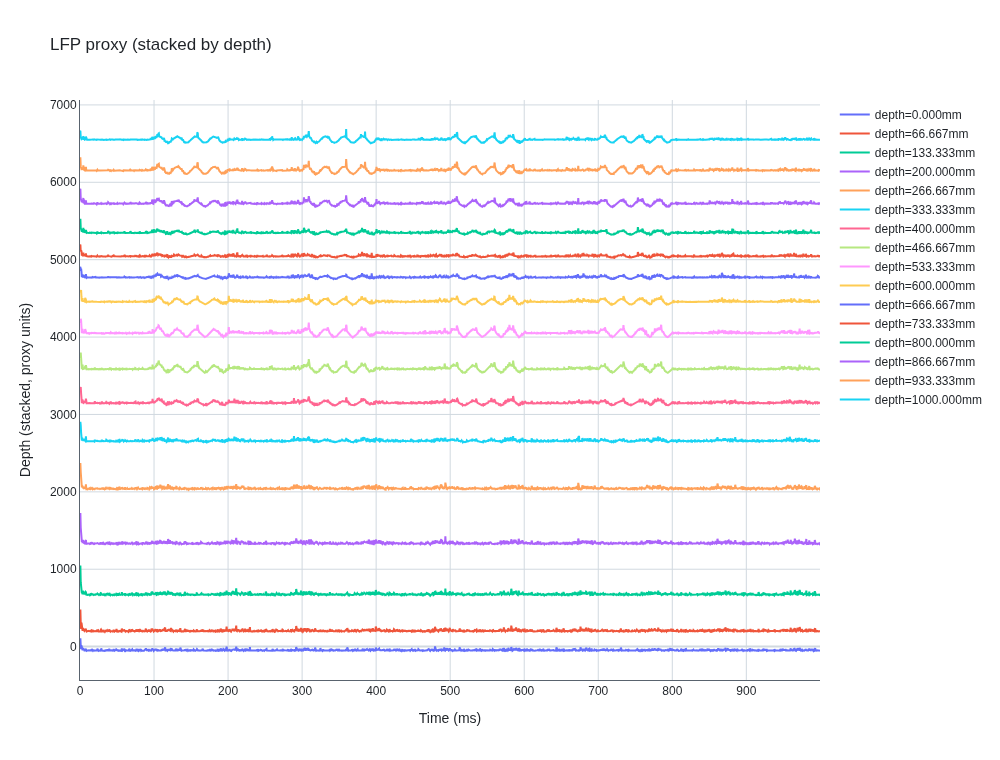 LFP proxy (stacked by depth)
7000
6000
5000
4000
3000
2000
1000
0
Depth (stacked, proxy units)
0 100 200 300 400 500 600 700 800 900
Time (ms)
depth=0.000mm
depth=66.667mm
depth=133.333mm
depth=200.000mm
depth=266.667mm
depth=333.333mm
depth=400.000mm
depth=466.667mm
depth=533.333mm
depth=600.000mm
depth=666.667mm
depth=733.333mm
depth=800.000mm
depth=866.667mm
depth=933.333mm
depth=1000.000mm